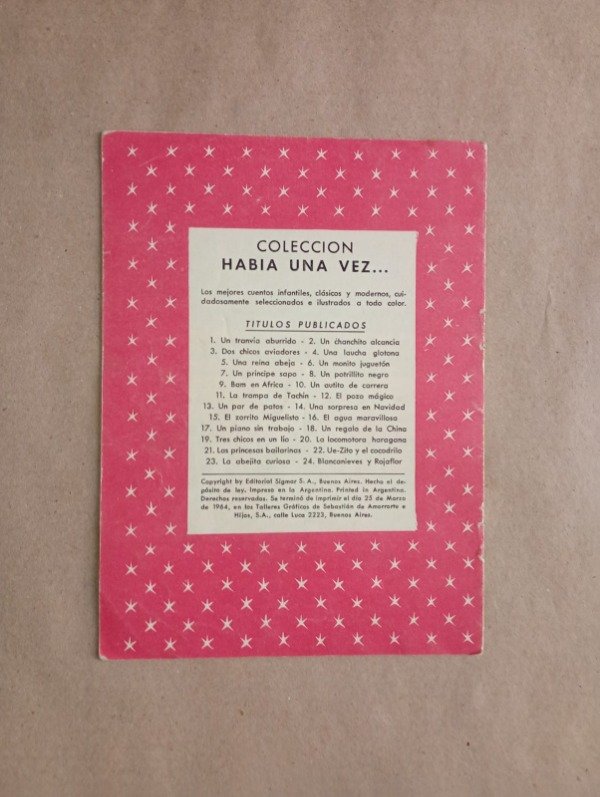 COLECCION
HABIA UNA VEZ...
Los mejores cuentos infantiles, clásicos y modernos, cui-
dadosamente seleccionados e ilustrados a todo color.
TITULOS PUBLICADOS
1. Un tranvía aburrido - 2. Un chanchito alcancía
3. Dos chicos aviadores - 4. Una laucha glotona
5. Una reina abeja - 6. Un monito juguetón
7. Un príncipe sapo - 8. Un potrillito negro
9. Bam en Africa - 10. Un autito de carrera
11. La trampa de Tachín - 12. El pozo mágico
13. Un par de patos - 14. Una sorpresa en Navidad
15. El zorrito Miguelito - 16. El agua maravillosa
17. Un piano sin trabajo - 18. Un regalo de la China
19. Tres chicos en un lío - 20. La locomotora haragana
21. Las princesas bailarinas - 22. Ue-Zito y el cocodrilo
23. La abejita curiosa - 24. Blancanieves y Rojaflor
Copyright by Editorial Sigmar S. A., Buenos Aires. Hecho el de-
pósito de ley. Impreso en la Argentina. Printed in Argentina.
Derechos reservados. Se terminó de imprimir el día 25 de Marzo
de 1964, en los Talleres Gráficos de Sebastián de Amorrortu e
Hijos, S.A., calle Luca 2223, Buenos Aires.